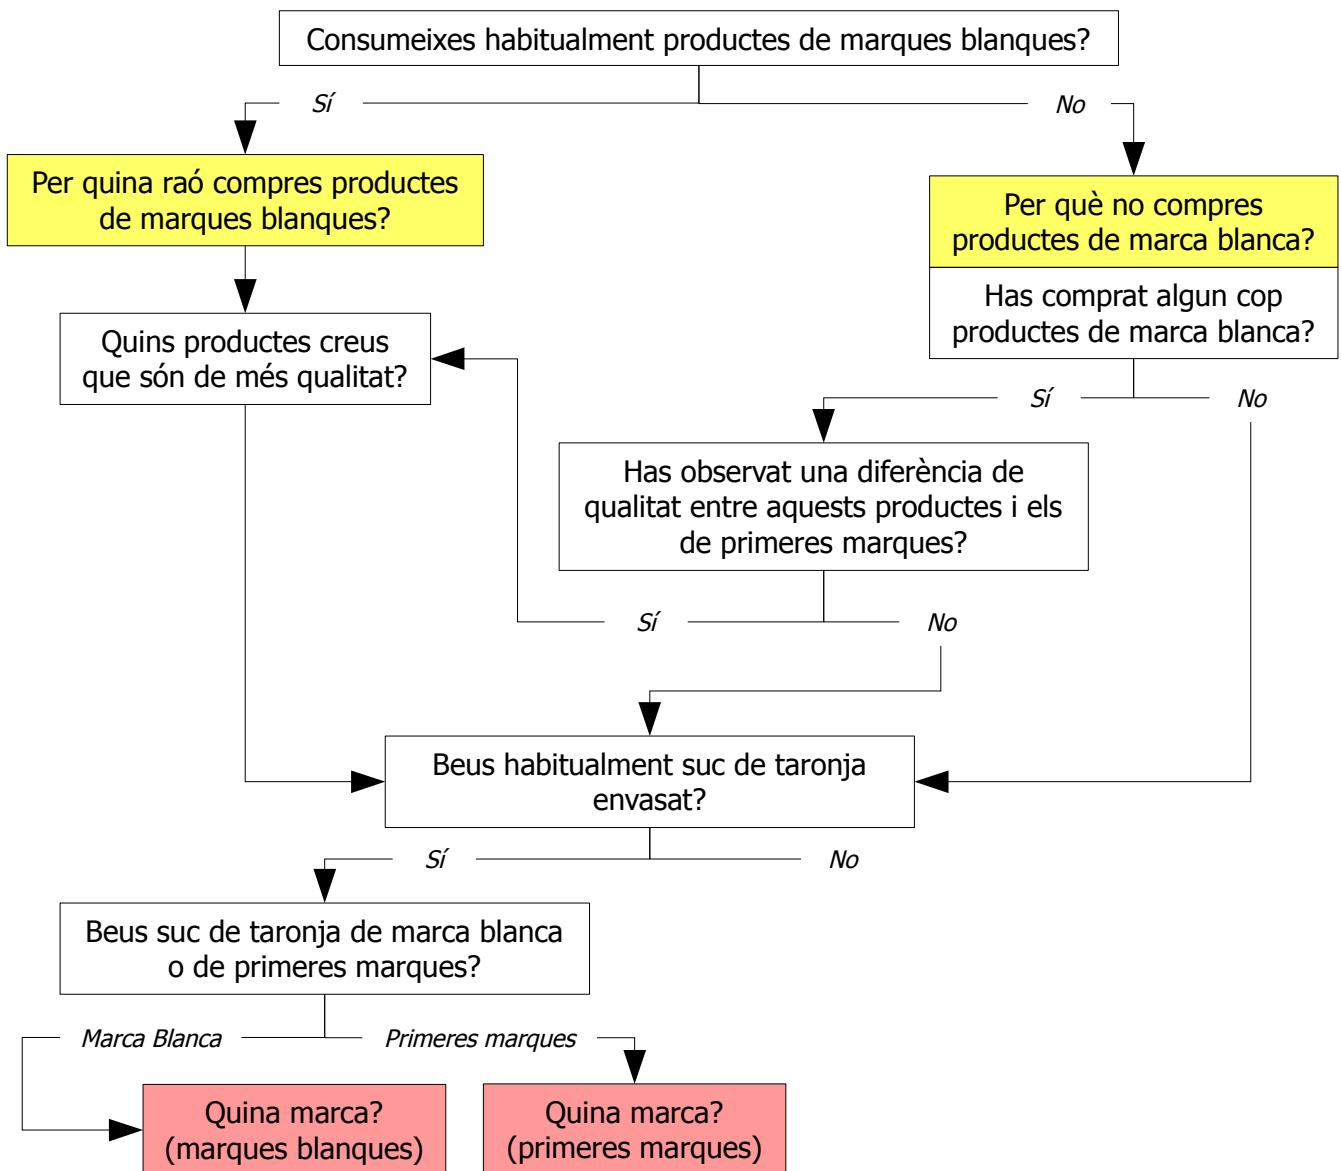 Consumeixes habitualment productes de marques blanques?
Sí
No
Per quina raó compres productes
de marques blanques?
Per què no compres
productes de marca blanca?
Has comprat algun cop
productes de marca blanca?
Quins productes creus
que són de més qualitat?
Sí
No
Has observat una diferència de
qualitat entre aquests productes i els
de primeres marques?
Sí
No
Beus habitualment suc de taronja
envasat?
Sí
No
Beus suc de taronja de marca blanca
o de primeres marques?
Marca Blanca
Primeres marques
Quina marca?
(marques blanques)
Quina marca?
(primeres marques)